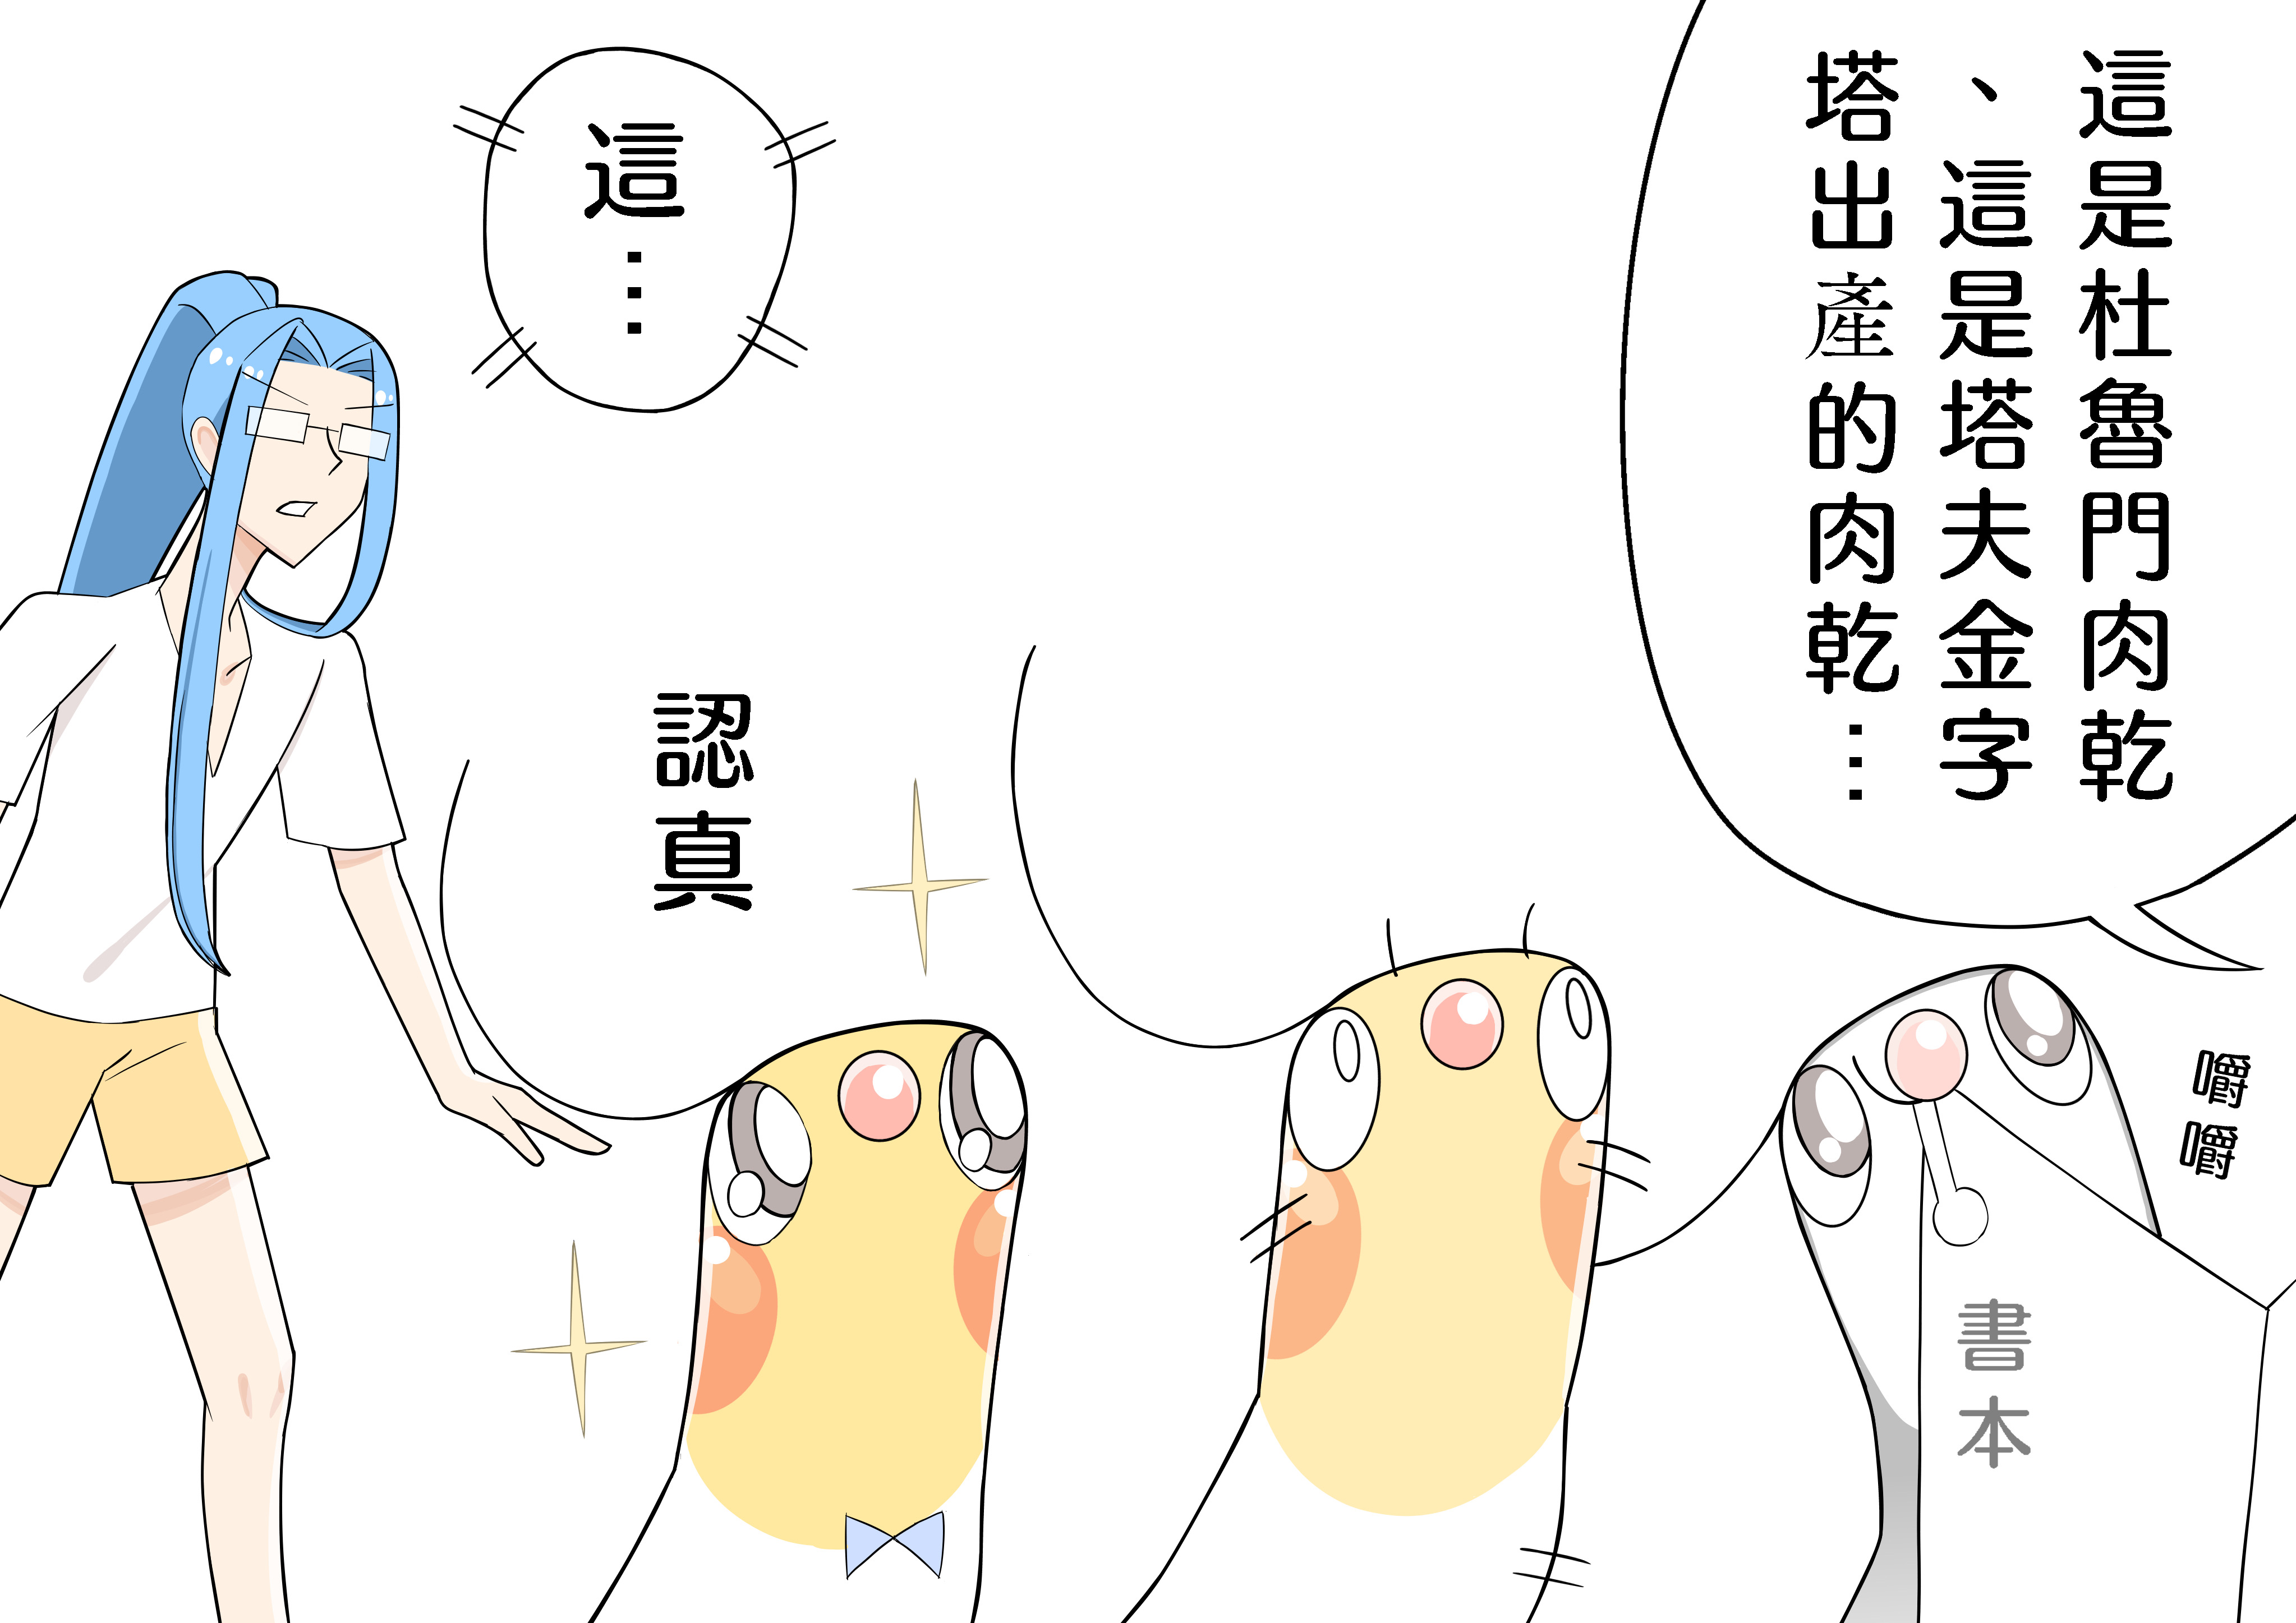 這是杜魯門肉乾
、這是塔夫金字
塔出產的肉乾⋯
嚼嚼
書本
認真
這⋯